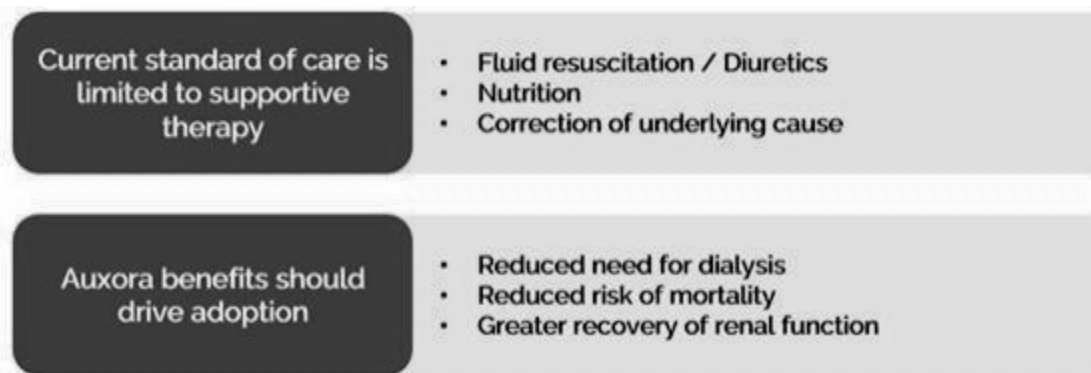 Current standard of care is
limited to supportive
therapy
• Fluid resuscitation / Diuretics
• Nutrition
• Correction of underlying cause
Auxora benefits should
drive adoption
• Reduced need for dialysis
• Reduced risk of mortality
• Greater recovery of renal function